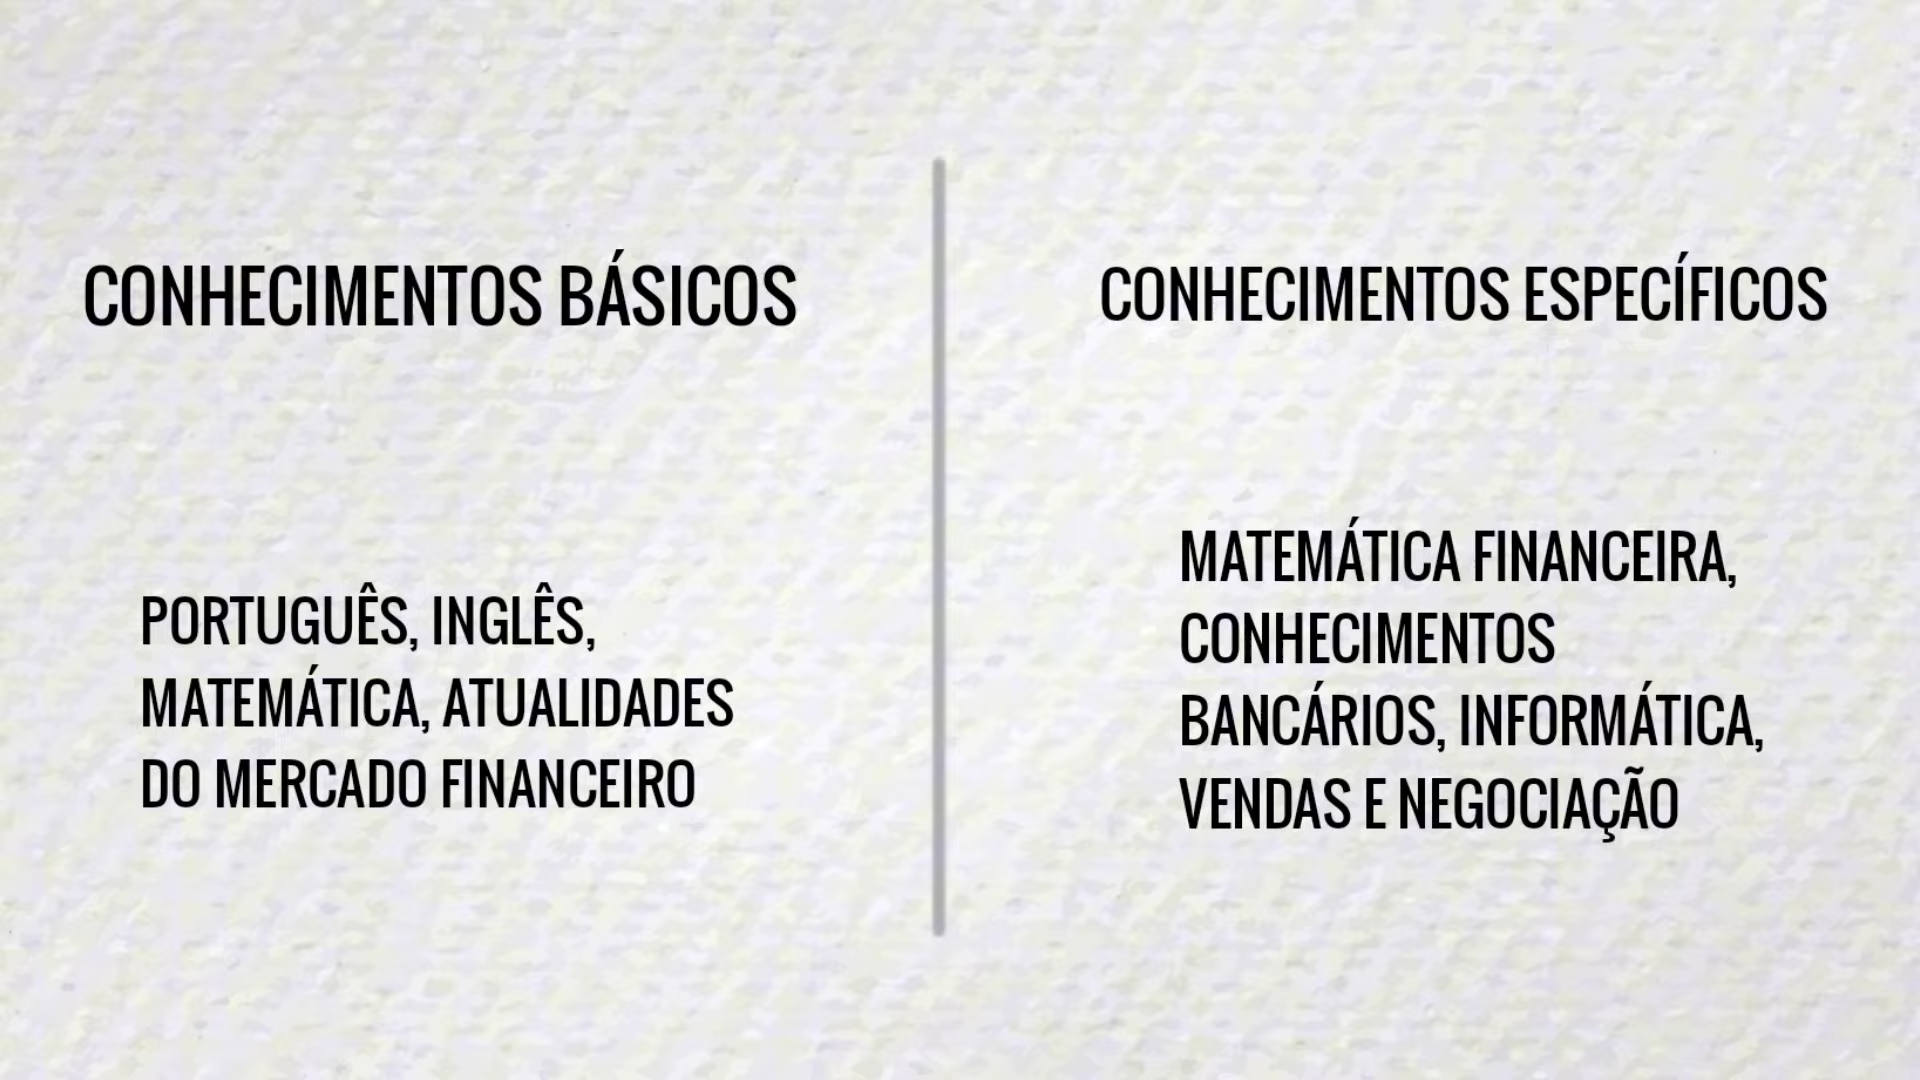 CONHECIMENTOS BÁSICOS
PORTUGUÊS, INGLÊS,
MATEMÁTICA, ATUALIDADES
DO MERCADO FINANCEIRO
CONHECIMENTOS ESPECÍFICOS
MATEMÁTICA FINANCEIRA,
CONHECIMENTOS
BANCÁRIOS, INFORMÁTICA,
VENDAS E NEGOCIAÇÃO